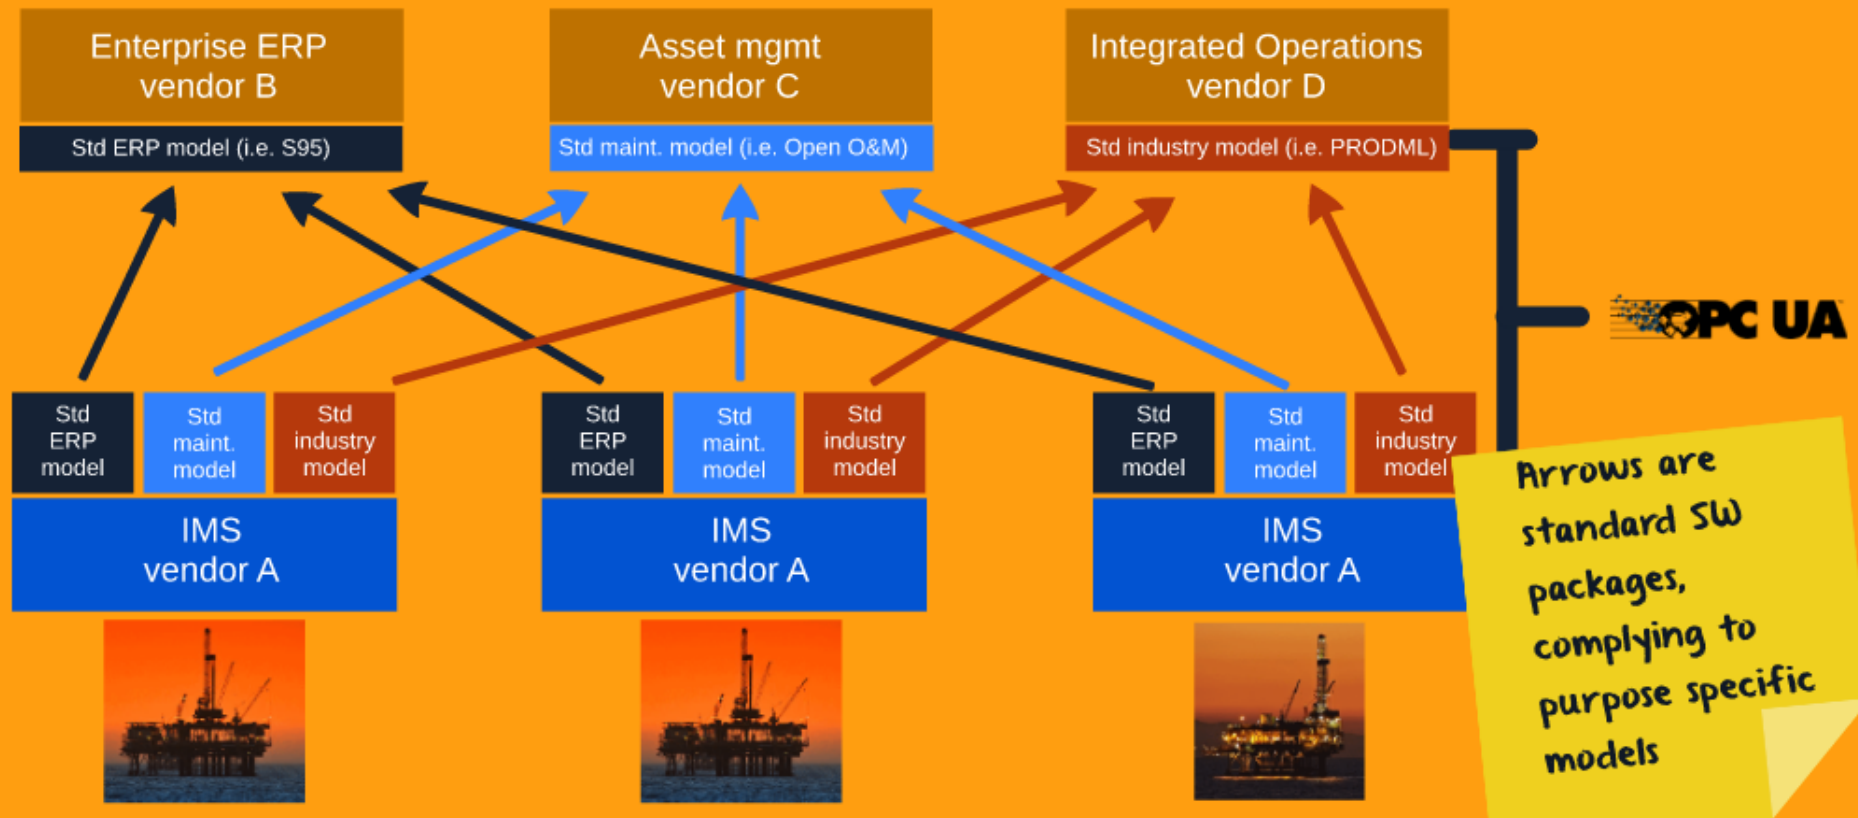 Enterprise ERP
vendor B
Asset mgmt
vendor C
Integrated Operations
vendor D
Std ERP model (i.e. S95)
Std maint. model (i.e. Open O&M)
Std industry model (i.e. PRODML)
OPC UA
Std
ERP
model
Std
maint.
model
Std
industry
model
Std
ERP
model
Std
maint.
model
Std
industry
model
Std
ERP
model
Std
maint.
model
Std
industry
model
IMS
vendor A
IMS
vendor A
IMS
vendor A
Arrows are
standard SW
packages,
complying to
purpose specific
models